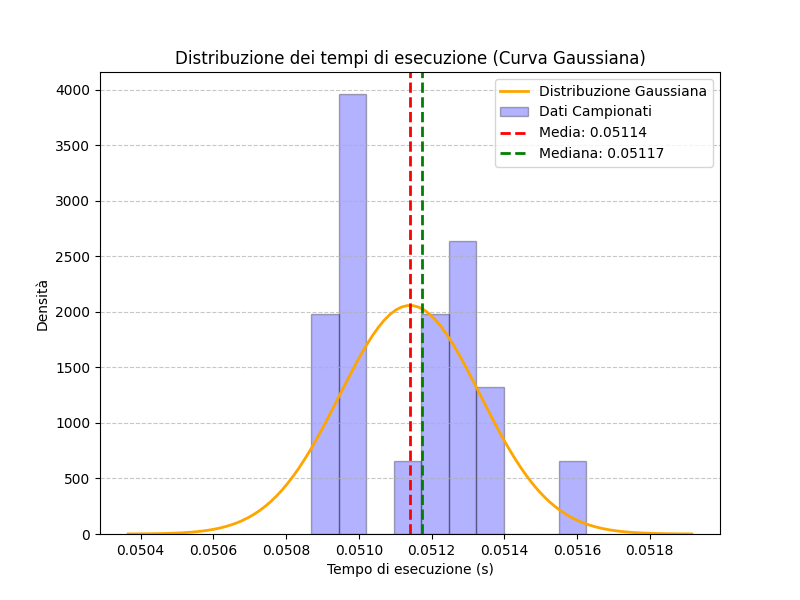 Distribuzione dei tempi di esecuzione (Curva Gaussiana)
Distribuzione Gaussiana
Dati Campionati
Media: 0.05114
Mediana: 0.05117
4000
3500
3000
2500
2000
1500
1000
500
0
Densità
0.0504 0.0506 0.0508 0.0510 0.0512 0.0514 0.0516 0.0518
Tempo di esecuzione (s)